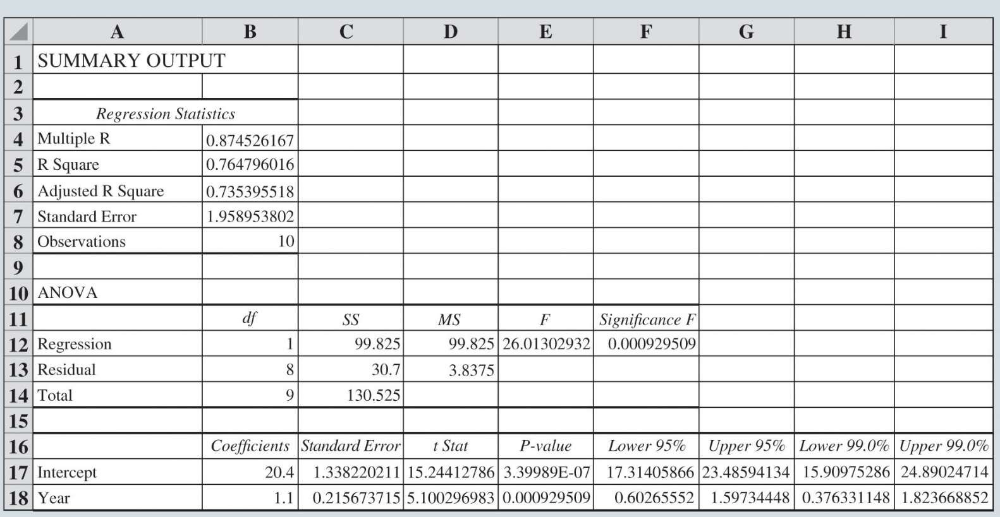 A B C D E F G H I
1 SUMMARY OUTPUT
2
3 Regression Statistics
4 Multiple R 0.874526167
5 R Square 0.764796016
6 Adjusted R Square 0.735395518
7 Standard Error 1.958953802
8 Observations 10
9
10 ANOVA
11 df SS MS F Significance F
12 Regression 1 99.825 99.825 26.01302932 0.000929509
13 Residual 8 30.7 3.8375
14 Total 9 130.525
15
16 Coefficients Standard Error t Stat P-value Lower 95% Upper 95% Lower 99.0% Upper 99.0%
17 Intercept 20.4 1.338220211 15.24412786 3.39989E-07 17.31405866 23.48594134 15.90975286 24.89024714
18 Year 1.1 0.215673715 5.100296983 0.000929509 0.60265552 1.59734448 0.376331148 1.823668852